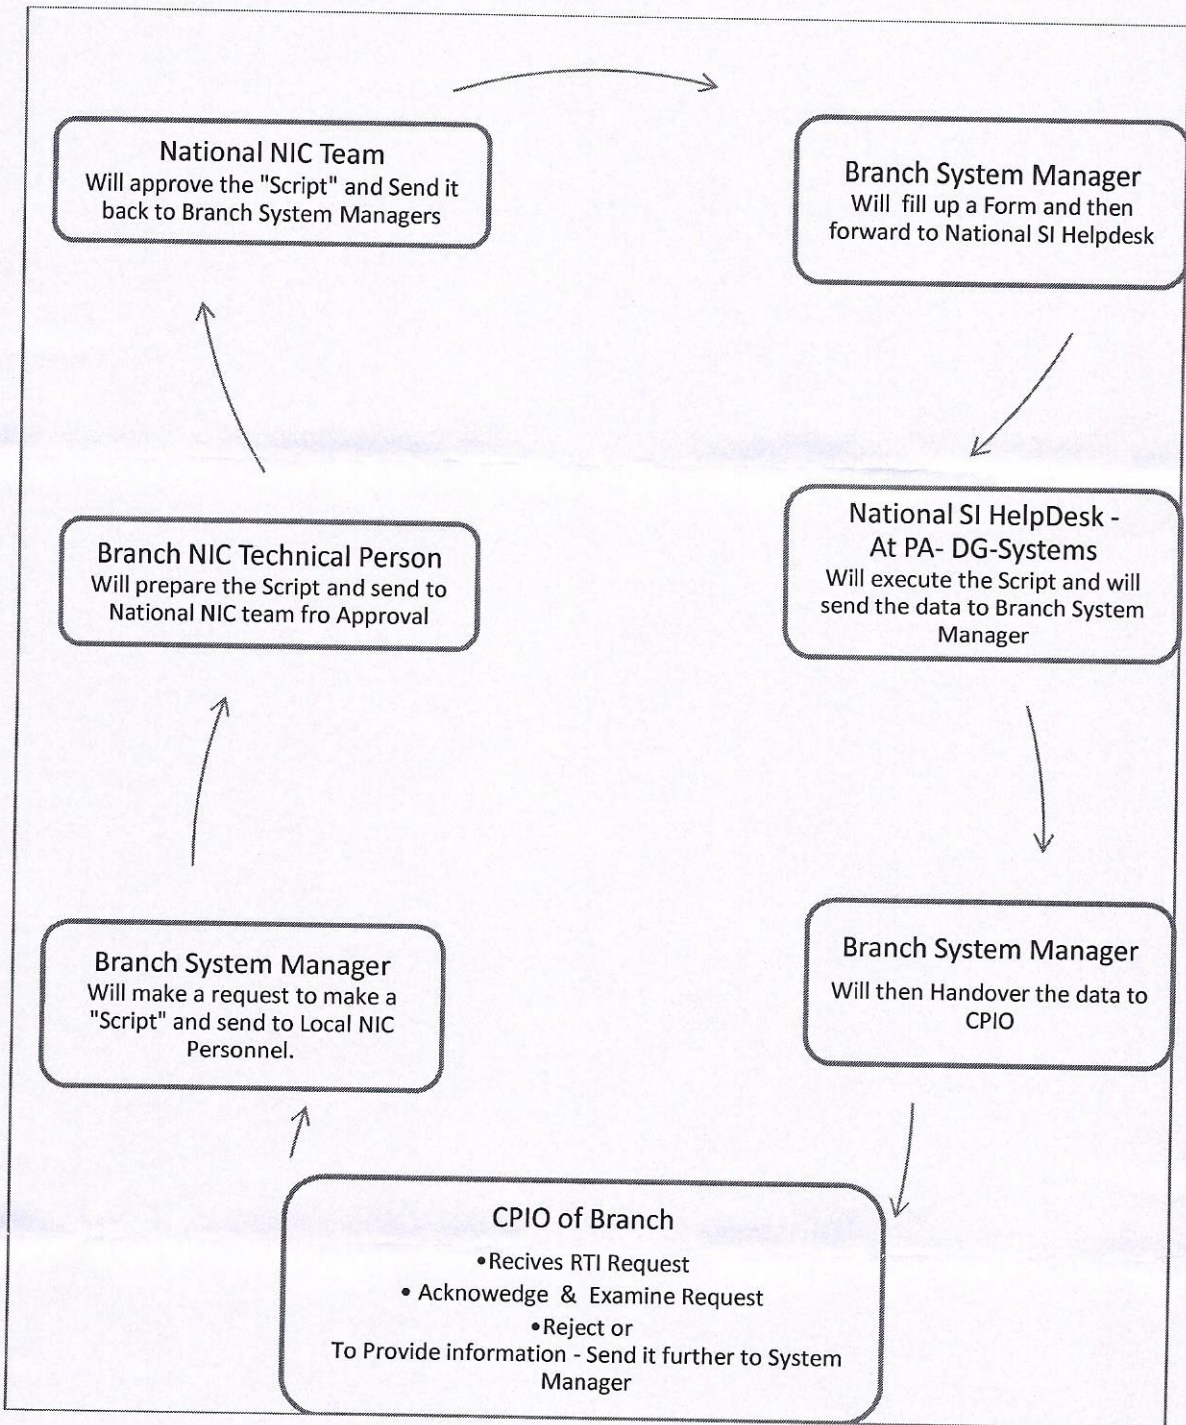 National NIC Team
Will approve the "Script" and Send it
back to Branch System Managers
Branch System Manager
Will fill up a Form and then
forward to National SI Helpdesk
Branch NIC Technical Person
Will prepare the Script and send to
National NIC team fro Approval
National SI HelpDesk -
At PA- DG-Systems
Will execute the Script and will
send the data to Branch System
Manager
Branch System Manager
Will make a request to make a
"Script" and send to Local NIC
Personnel.
Branch System Manager
Will then Handover the data to
CPIO
CPIO of Branch
•Recives RTI Request
• Acknowedge & Examine Request
•Reject or
To Provide information - Send it further to System
Manager